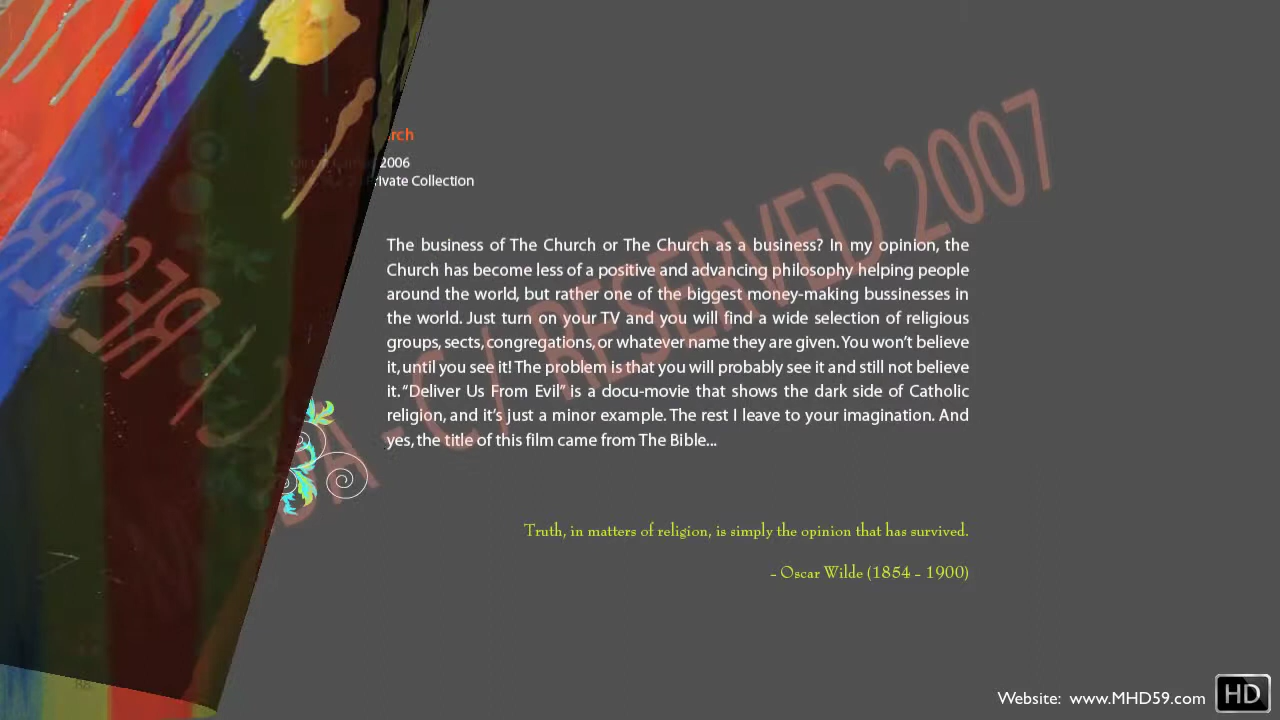 rch
2006
Private Collection
The business of The Church or The Church as a business? In my opinion, the
Church has become less of a positive and advancing philosophy helping people
around the world, but rather one of the biggest money-making bussinesses in
the world. Just turn on your TV and you will find a wide selection of religious
groups, sects, congregations, or whatever name they are given. You won't believe
it, until you see it! The problem is that you will probably see it and still not believe
it. “Deliver Us From Evil” is a docu-movie that shows the dark side of Catholic
religion, and it's just a minor example. The rest I leave to your imagination. And
yes, the title of this film came from The Bible...
Truth, in matters of religion, is simply the opinion that has survived.
– Oscar Wilde (1854 – 1900)
BA - C / RESERVED 2007
Website: www.MHD59.com
HD